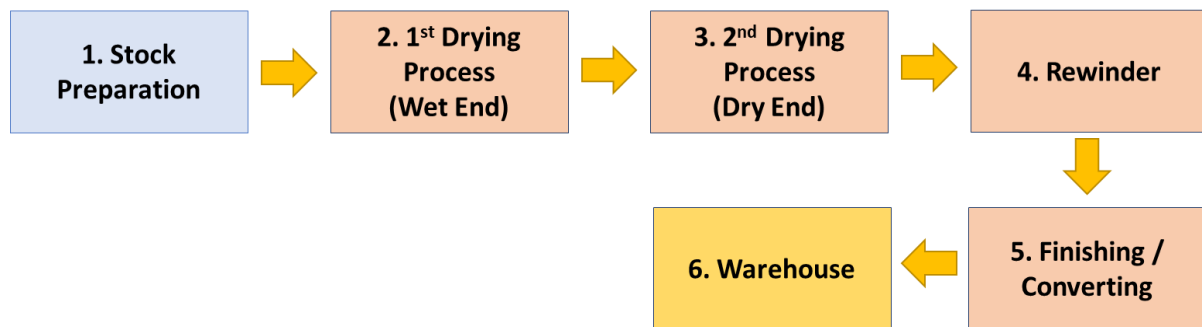 1. Stock
Preparation
2. 1st Drying
Process
(Wet End)
3. 2nd Drying
Process
(Dry End)
4. Rewinder
5. Finishing /
Converting
6. Warehouse